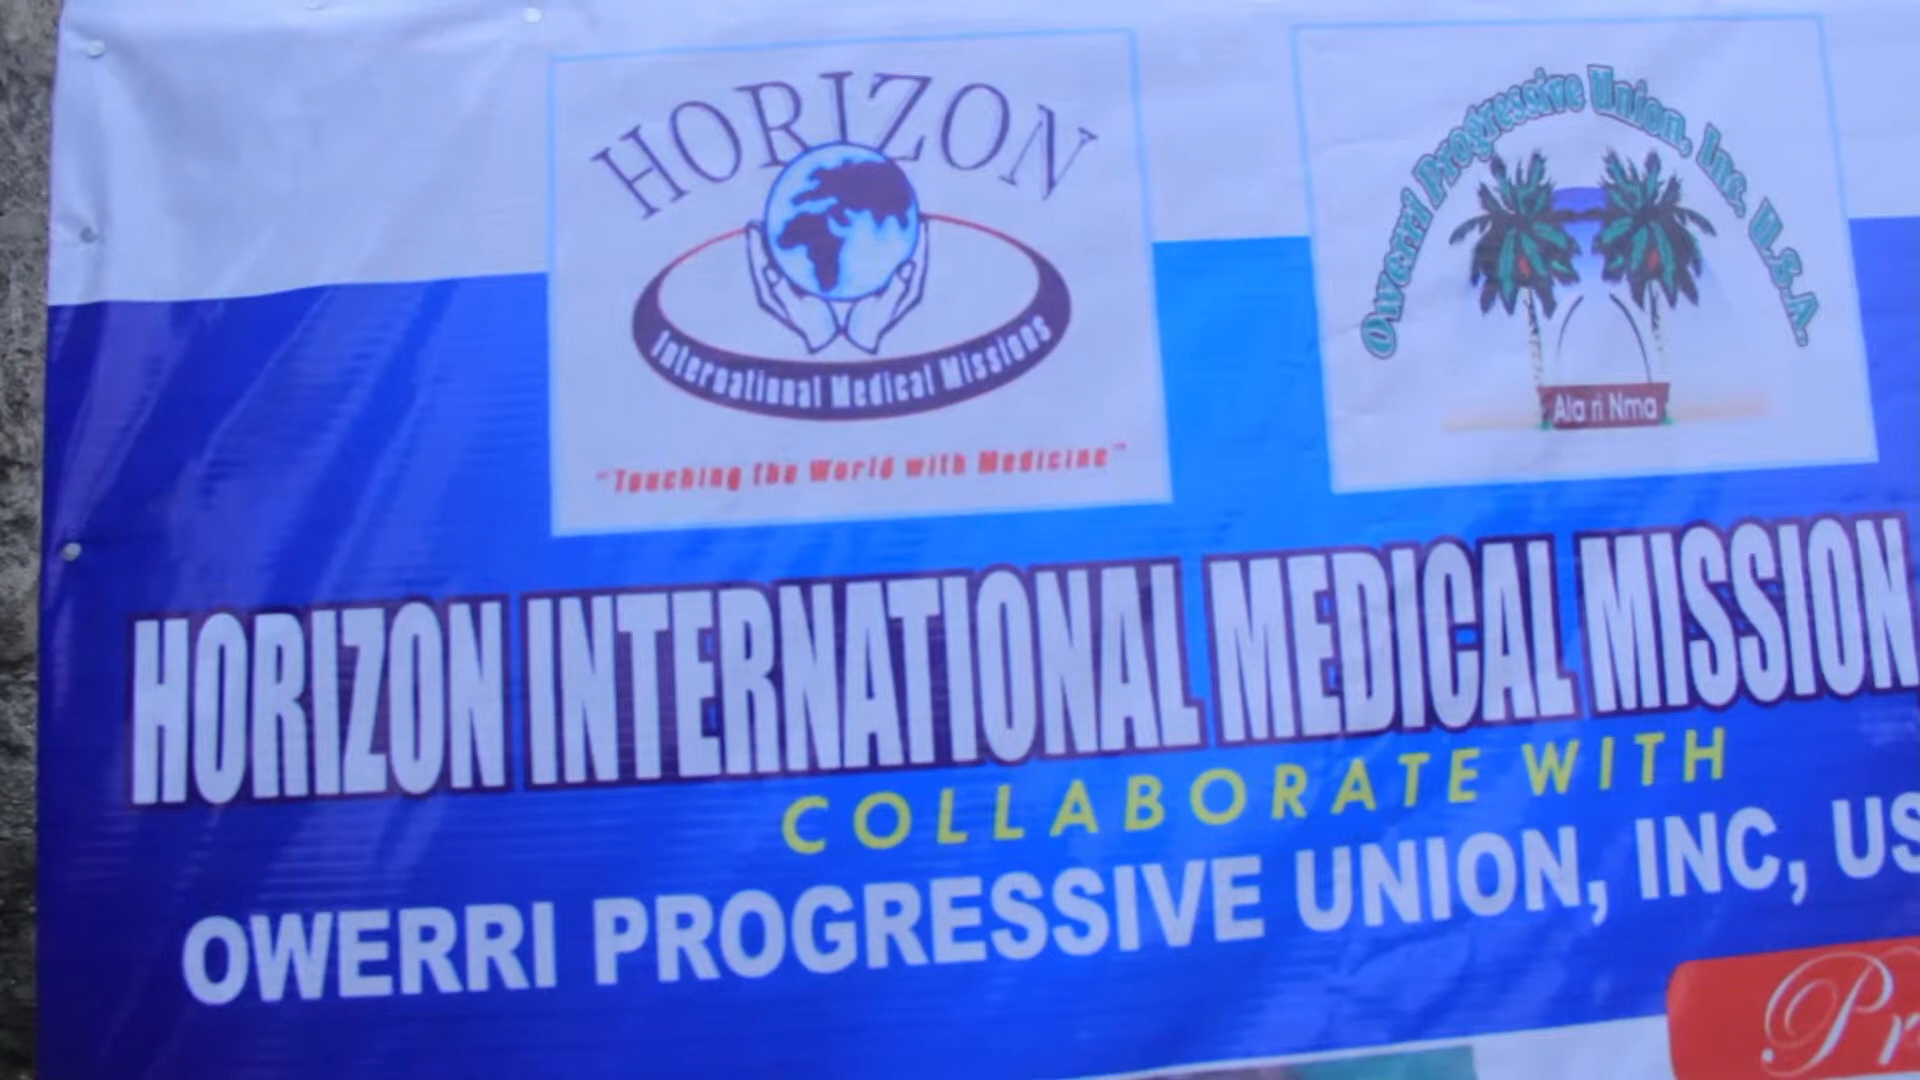 HORIZON
International Medical Missions
"Touching the World with Medicine"
Owerri Progressive Union, Inc. U.S.A.
Ala ri Nma
HORIZON INTERNATIONAL MEDICAL MISSION
COLLABORATE WITH
OWERRI PROGRESSIVE UNION, INC, US
Pr